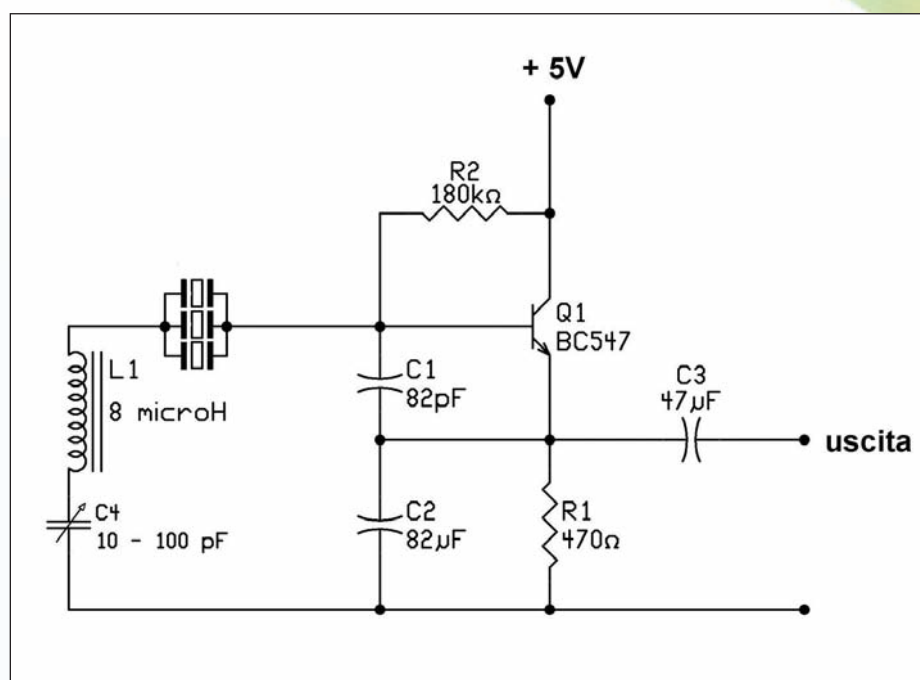 + 5V
R2
180kΩ
Q1
BC547
L1
8 microH
C1
82pF
C3
47µF
uscita
C4
10 - 100 pF
C2
82µF
R1
470Ω